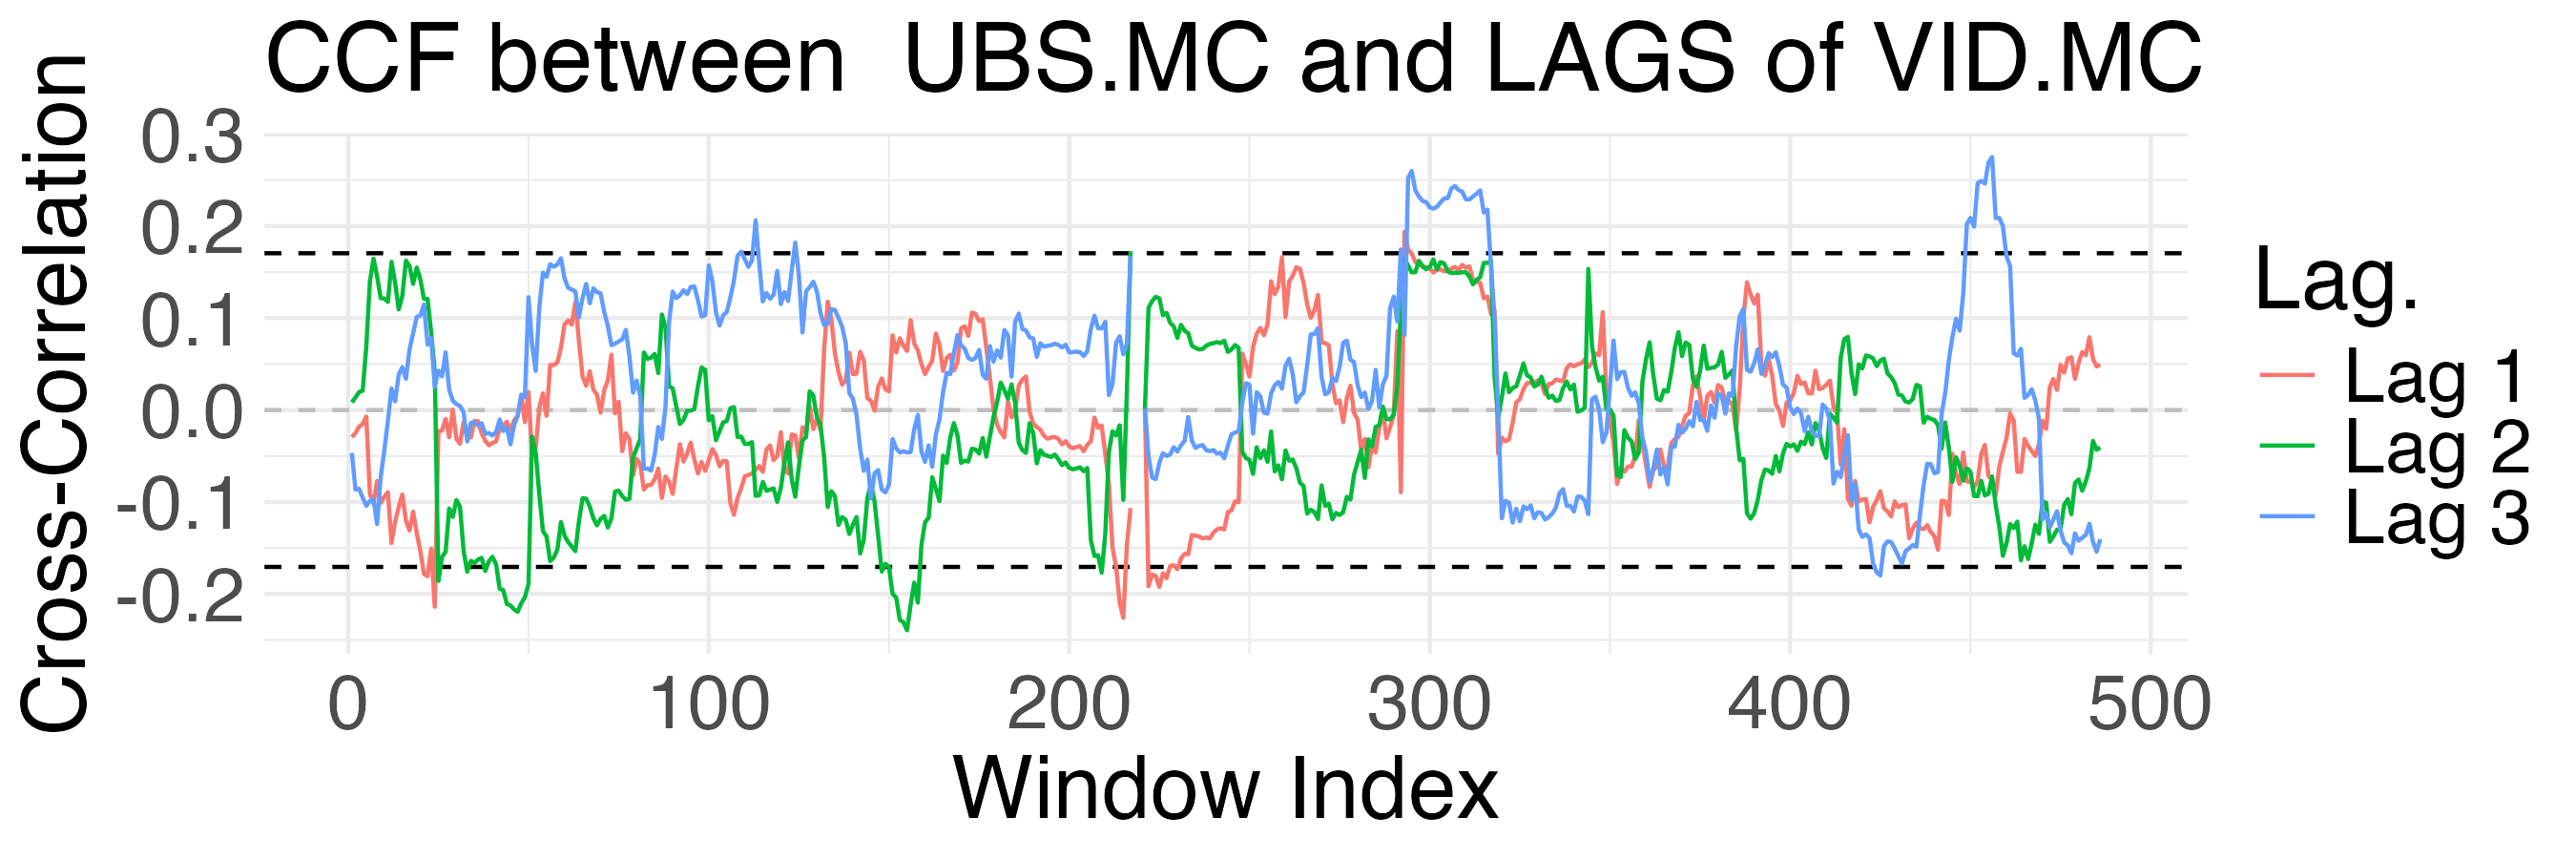 CCF between  UBS.MC and LAGS of VID.MC
Cross-Correlation
0.3
0.2
0.1
0.0
-0.1
-0.2
0 100 200 300 400 500
Window Index
Lag.
Lag 1
Lag 2
Lag 3